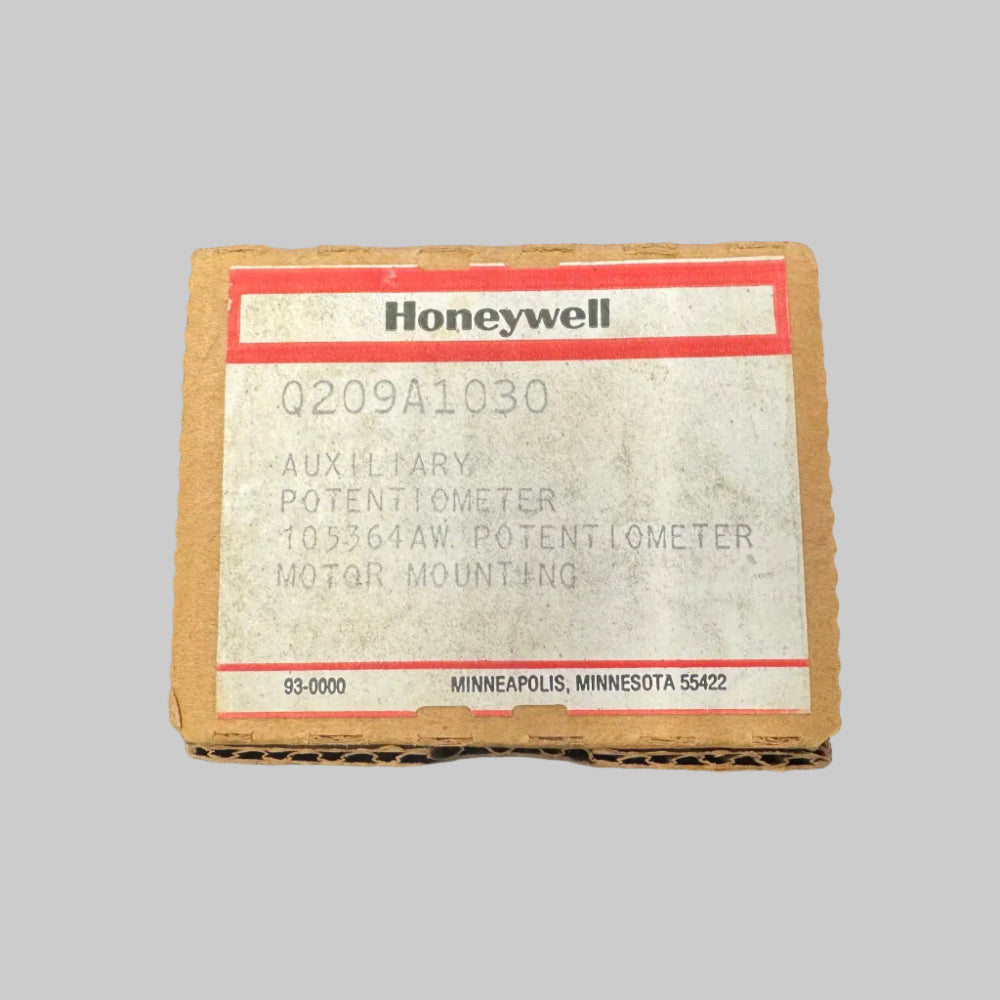 Honeywell
Q209A1030
AUXILIARY
POTENTIOMETER
105364AW POTENTIOMETER
MOTOR MOUNTING
93-0000 MINNEAPOLIS, MINNESOTA 55422